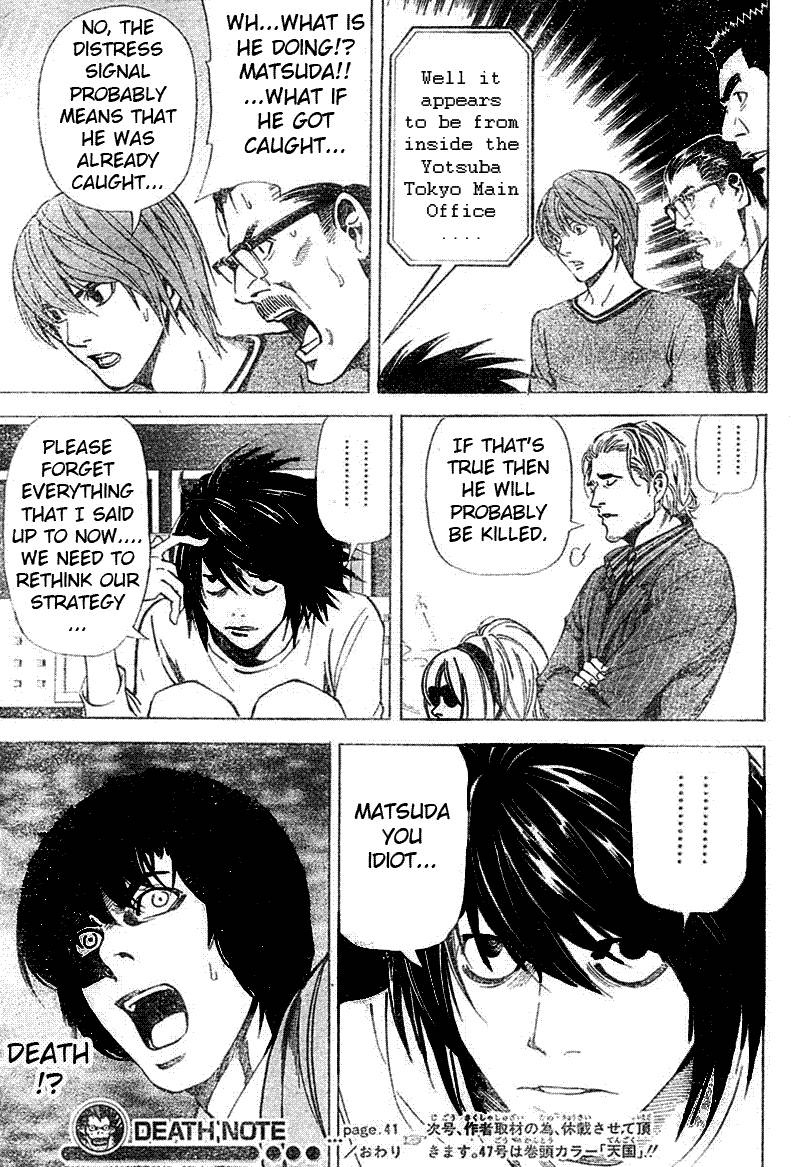 Well it
appears
to be from
inside the
Yotsuba
Tokyo Main
Office
....
WH...WHAT IS
HE DOING!?
MATSUDA!!
...WHAT IF
HE GOT
CAUGHT...
NO, THE
DISTRESS
SIGNAL
PROBABLY
MEANS THAT
HE WAS
ALREADY
CAUGHT...
IF THAT'S
TRUE THEN
HE WILL
PROBABLY
BE KILLED.
PLEASE
FORGET
EVERYTHING
THAT I SAID
UP TO NOW....
WE NEED TO
RETHINK OUR
STRATEGY
...
MATSUDA
YOU
IDIOT...
DEATH
!?
DEATH NOTE
... page.41
／おわり
次号、作者取材の為、休載させて頂
きます。47号は巻頭カラー「天国」!!